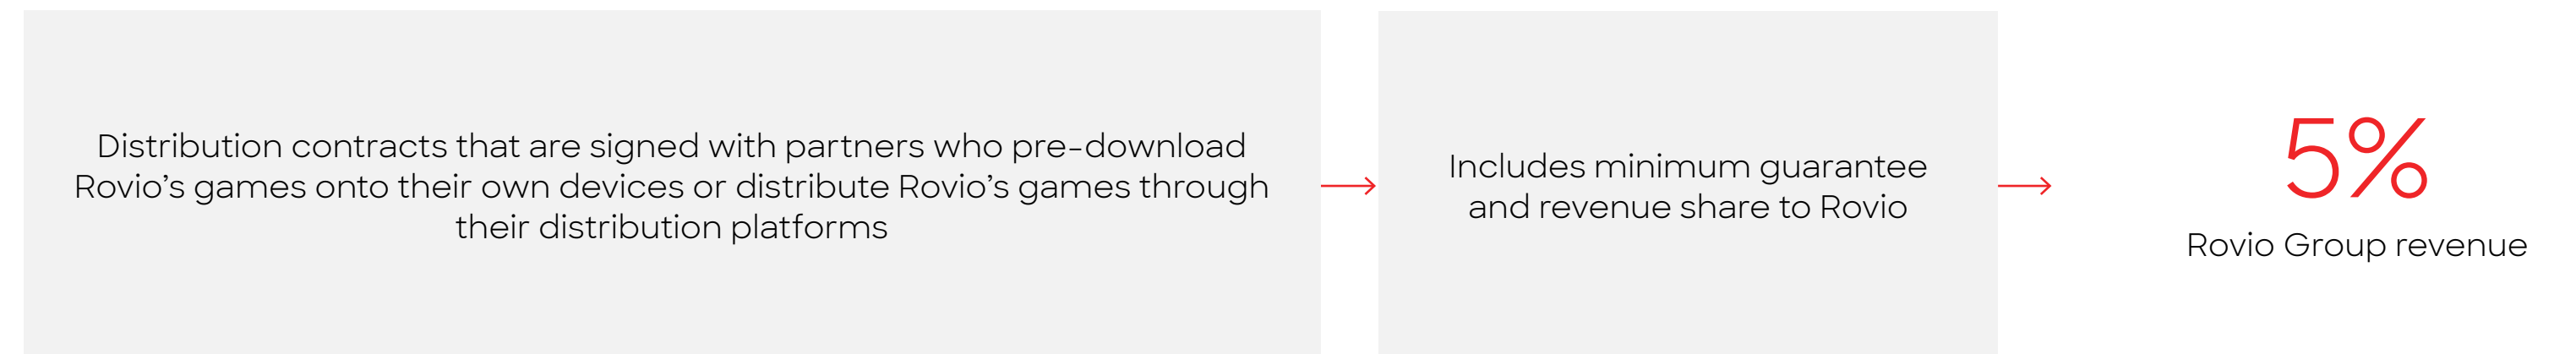 Distribution contracts that are signed with partners who pre-download
Rovio’s games onto their own devices or distribute Rovio’s games through
their distribution platforms
Includes minimum guarantee
and revenue share to Rovio
5%
Rovio Group revenue